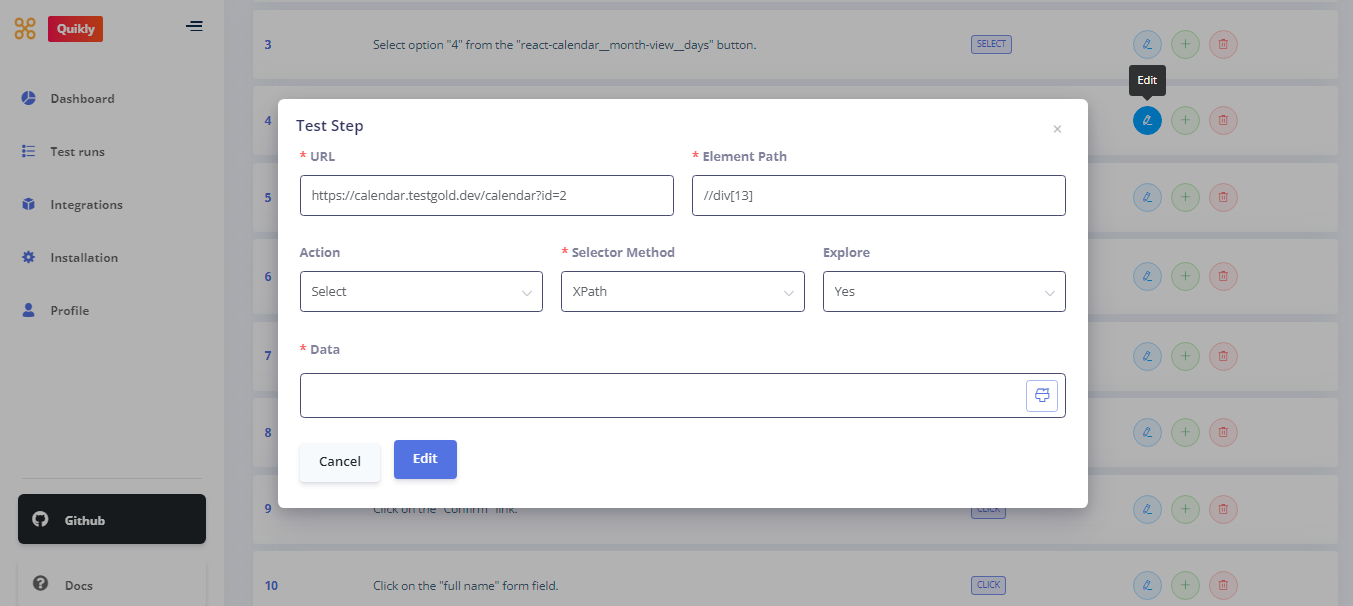 Quikly
Dashboard
Test runs
Integrations
Installation
Profile
Github
Docs
3 Select option "4" from the "react-calendar__month-view__days" button. SELECT
Edit
4
5
6
7
8
9 Click on the "Confirm" link. CLICK
10 Click on the "full name" form field. CLICK
Test Step ×
* URL
https://calendar.testgold.dev/calendar?id=2
* Element Path
//div[13]
Action
Select
* Selector Method
XPath
Explore
Yes
* Data
Cancel
Edit